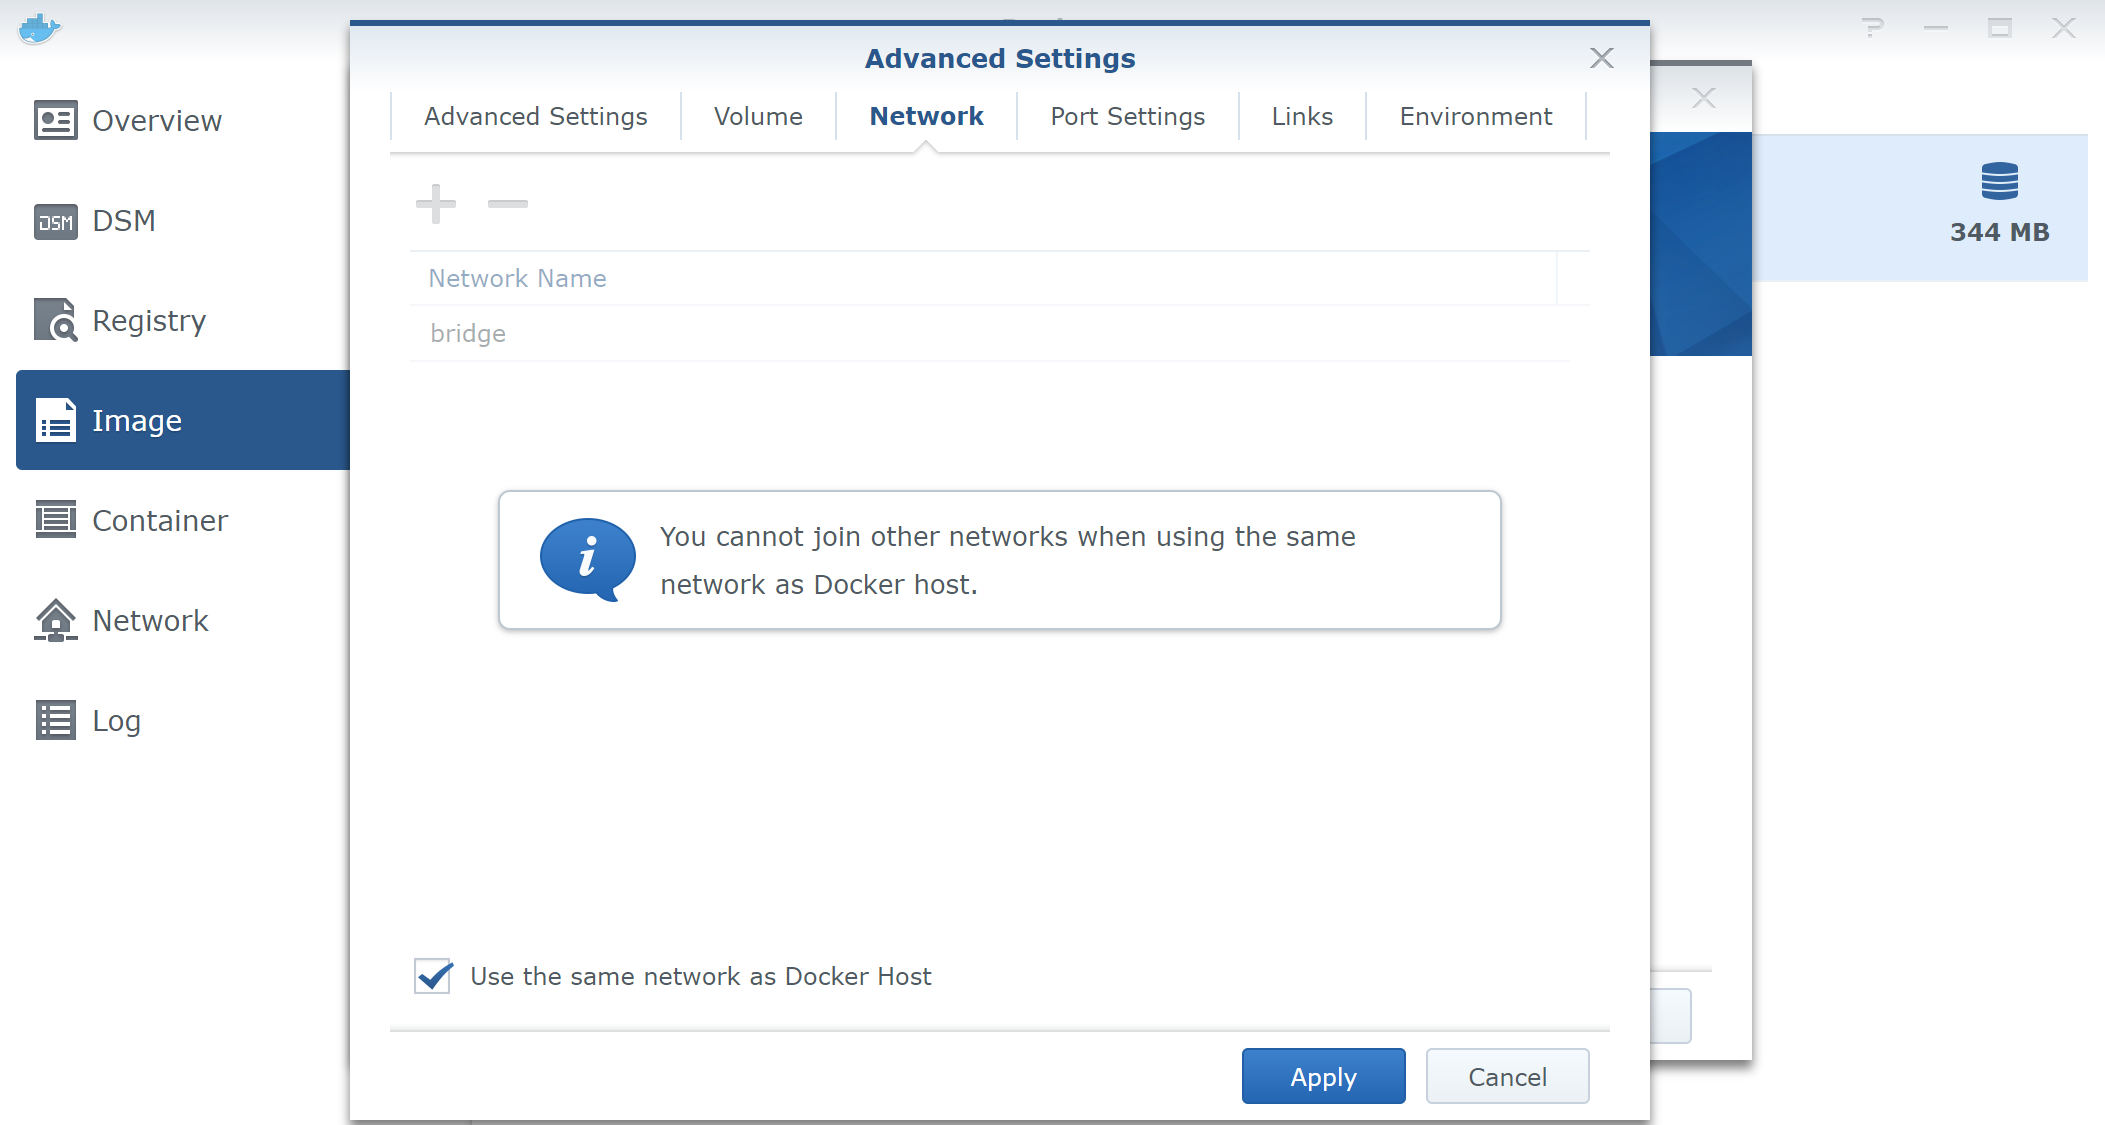 Advanced Settings
Advanced Settings
Volume
Network
Port Settings
Links
Environment
Overview
DSM
DSM
Registry
Image
Container
Network
Log
Network Name
bridge
You cannot join other networks when using the same
network as Docker host.
Use the same network as Docker Host
Apply
Cancel
344 MB